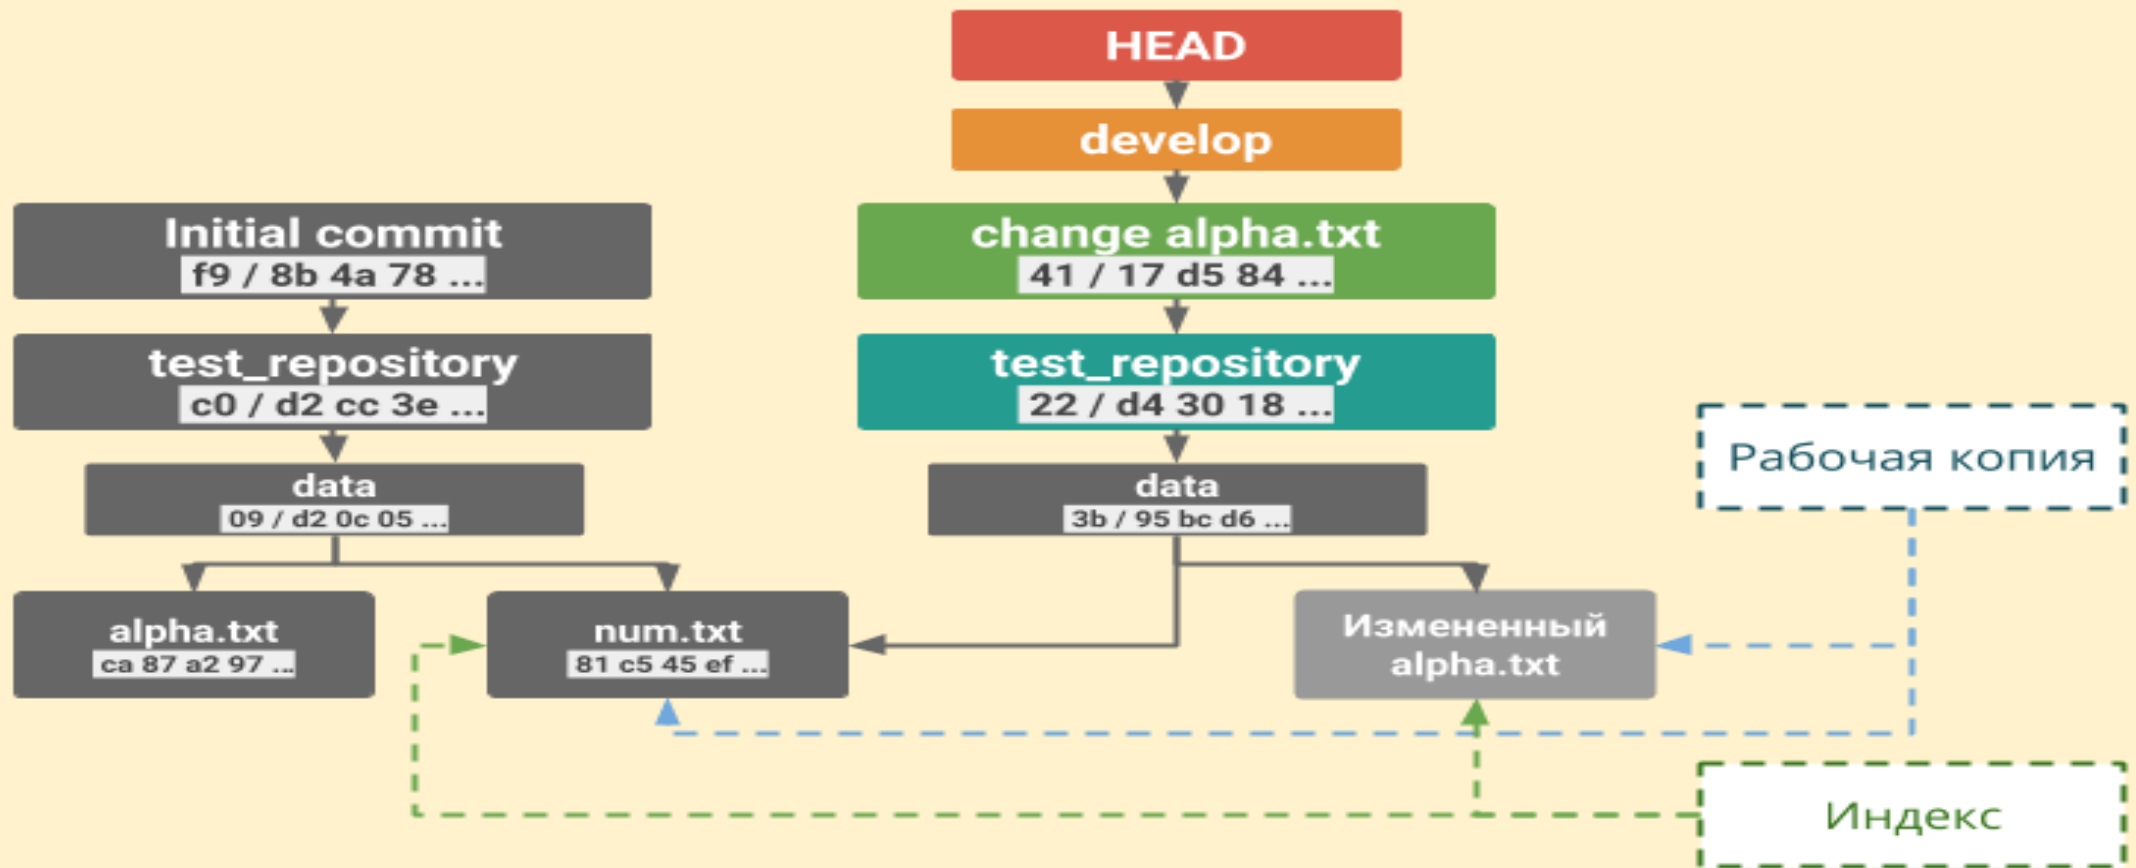 HEAD
develop
Initial commit
f9 / 8b 4a 78 ...
change alpha.txt
41 / 17 d5 84 ...
test_repository
c0 / d2 cc 3e ...
test_repository
22 / d4 30 18 ...
Рабочая копия
data
09 / d2 0c 05 ...
data
3b / 95 bc d6 ...
alpha.txt
ca 87 a2 97 ...
num.txt
81 c5 45 ef ...
Измененный
alpha.txt
Индекс